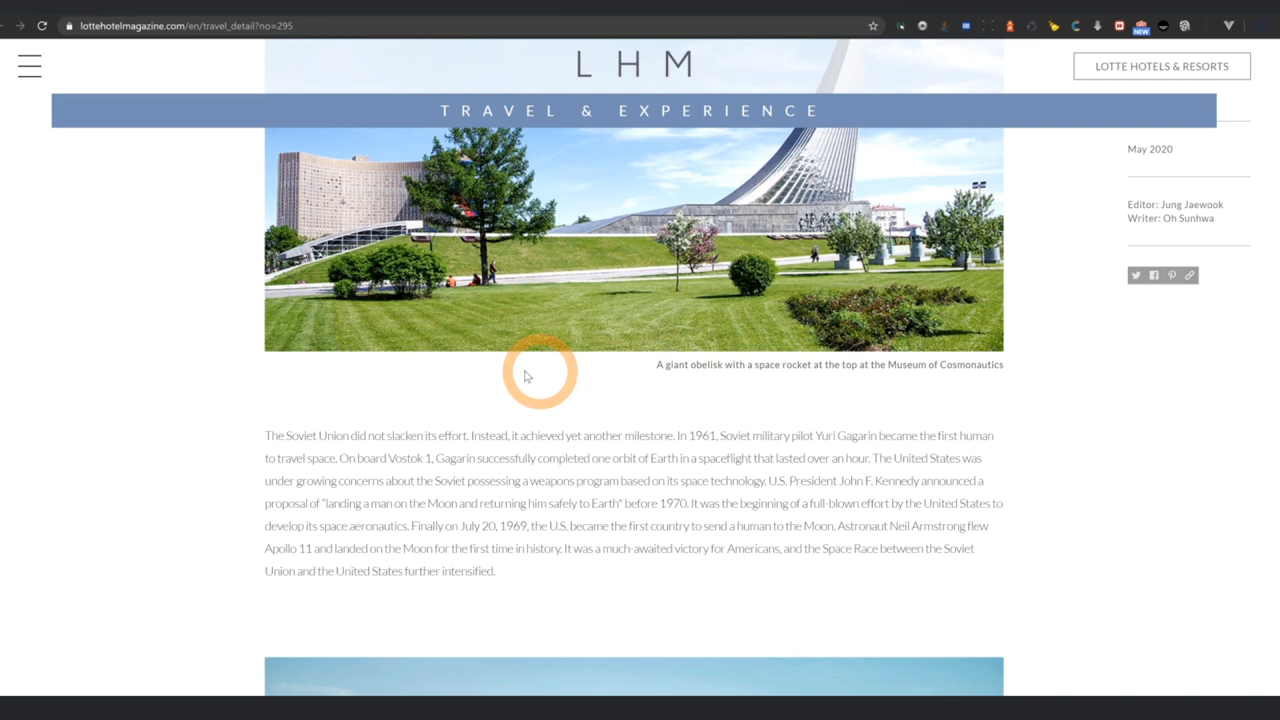 lottehotelmagazine.com/en/travel_detail?no=295
NEW
L H M
LOTTE HOTELS & RESORTS
TRAVEL & EXPERIENCE
May 2020
Editor: Jung Jaewook
Writer: Oh Sunhwa
A giant obelisk with a space rocket at the top at the Museum of Cosmonautics
The Soviet Union did not slacken its effort. Instead, it achieved yet another milestone. In 1961, Soviet military pilot Yuri Gagarin became the first human
to travel space. On board Vostok 1, Gagarin successfully completed one orbit of Earth in a spaceflight that lasted over an hour. The United States was
under growing concerns about the Soviet possessing a weapons program based on its space technology. U.S. President John F. Kennedy announced a
proposal of "landing a man on the Moon and returning him safely to Earth" before 1970. It was the beginning of a full-blown effort by the United States to
develop its space aeronautics. Finally on July 20, 1969, the U.S. became the first country to send a human to the Moon. Astronaut Neil Armstrong flew
Apollo 11 and landed on the Moon for the first time in history. It was a much-awaited victory for Americans, and the Space Race between the Soviet
Union and the United States further intensified.